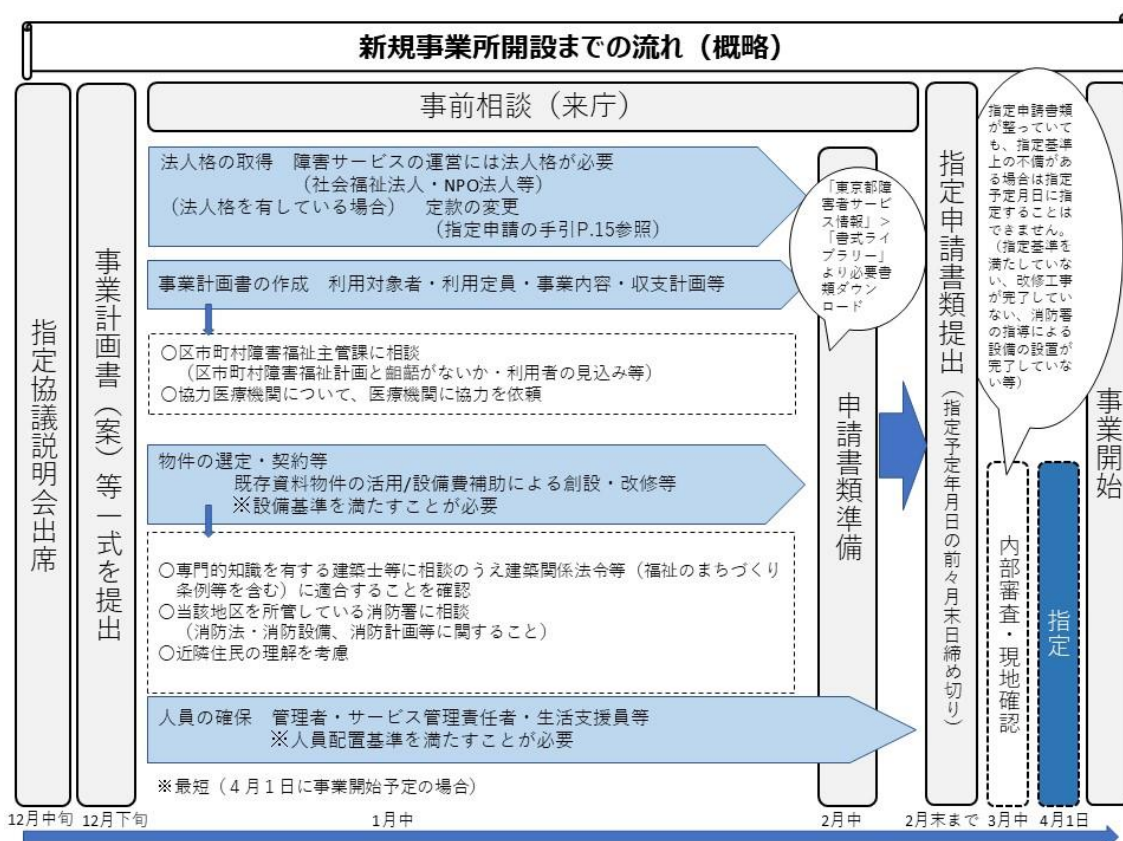 新規事業所開設までの流れ（概略）
指定協議説明会出席
事業計画書（案）等一式を提出
事前相談（来庁）
法人格の取得　障害サービスの運営には法人格が必要
（社会福祉法人・NPO法人等）
（法人格を有している場合）　定款の変更
（指定申請の手引P.15参照）
事業計画書の作成　利用対象者・利用定員・事業内容・収支計画等
○区市町村障害福祉主管課に相談
（区市町村障害福祉計画と齟齬がないか・利用者の見込み等）
○協力医療機関について、医療機関に協力を依頼
物件の選定・契約等
既存資料物件の活用/設備費補助による創設・改修等
※設備基準を満たすことが必要
○専門的知識を有する建築士等に相談のうえ建築関係法令等（福祉のまちづくり
条例等を含む）に適合することを確認
○当該地区を所管している消防署に相談
（消防法・消防設備、消防計画等に関すること）
○近隣住民の理解を考慮
人員の確保　管理者・サービス管理責任者・生活支援員等
※人員配置基準を満たすことが必要
※最短（４月１日に事業開始予定の場合）
「東京都障
害者サービ
ス情報」＞
「書式ライ
ブラリー」
より必要書
類ダウン
ロード
申請書類準備
指定申請書類提出（指定予定年月日の前々月末日締め切り）
指定申請書類
が整っていて
も、指定基準
上の不備があ
る場合は指定
予定月日に指
定することは
できません。
（指定基準を
満たしていな
い、改修工事
が完了してい
ない、消防署
の指導による
設備の設置が
完了していな
い等）
内部審査・現地確認
指定
事業開始
12月中旬
12月下旬
1月中
2月中
2月末まで
3月中
4月1日